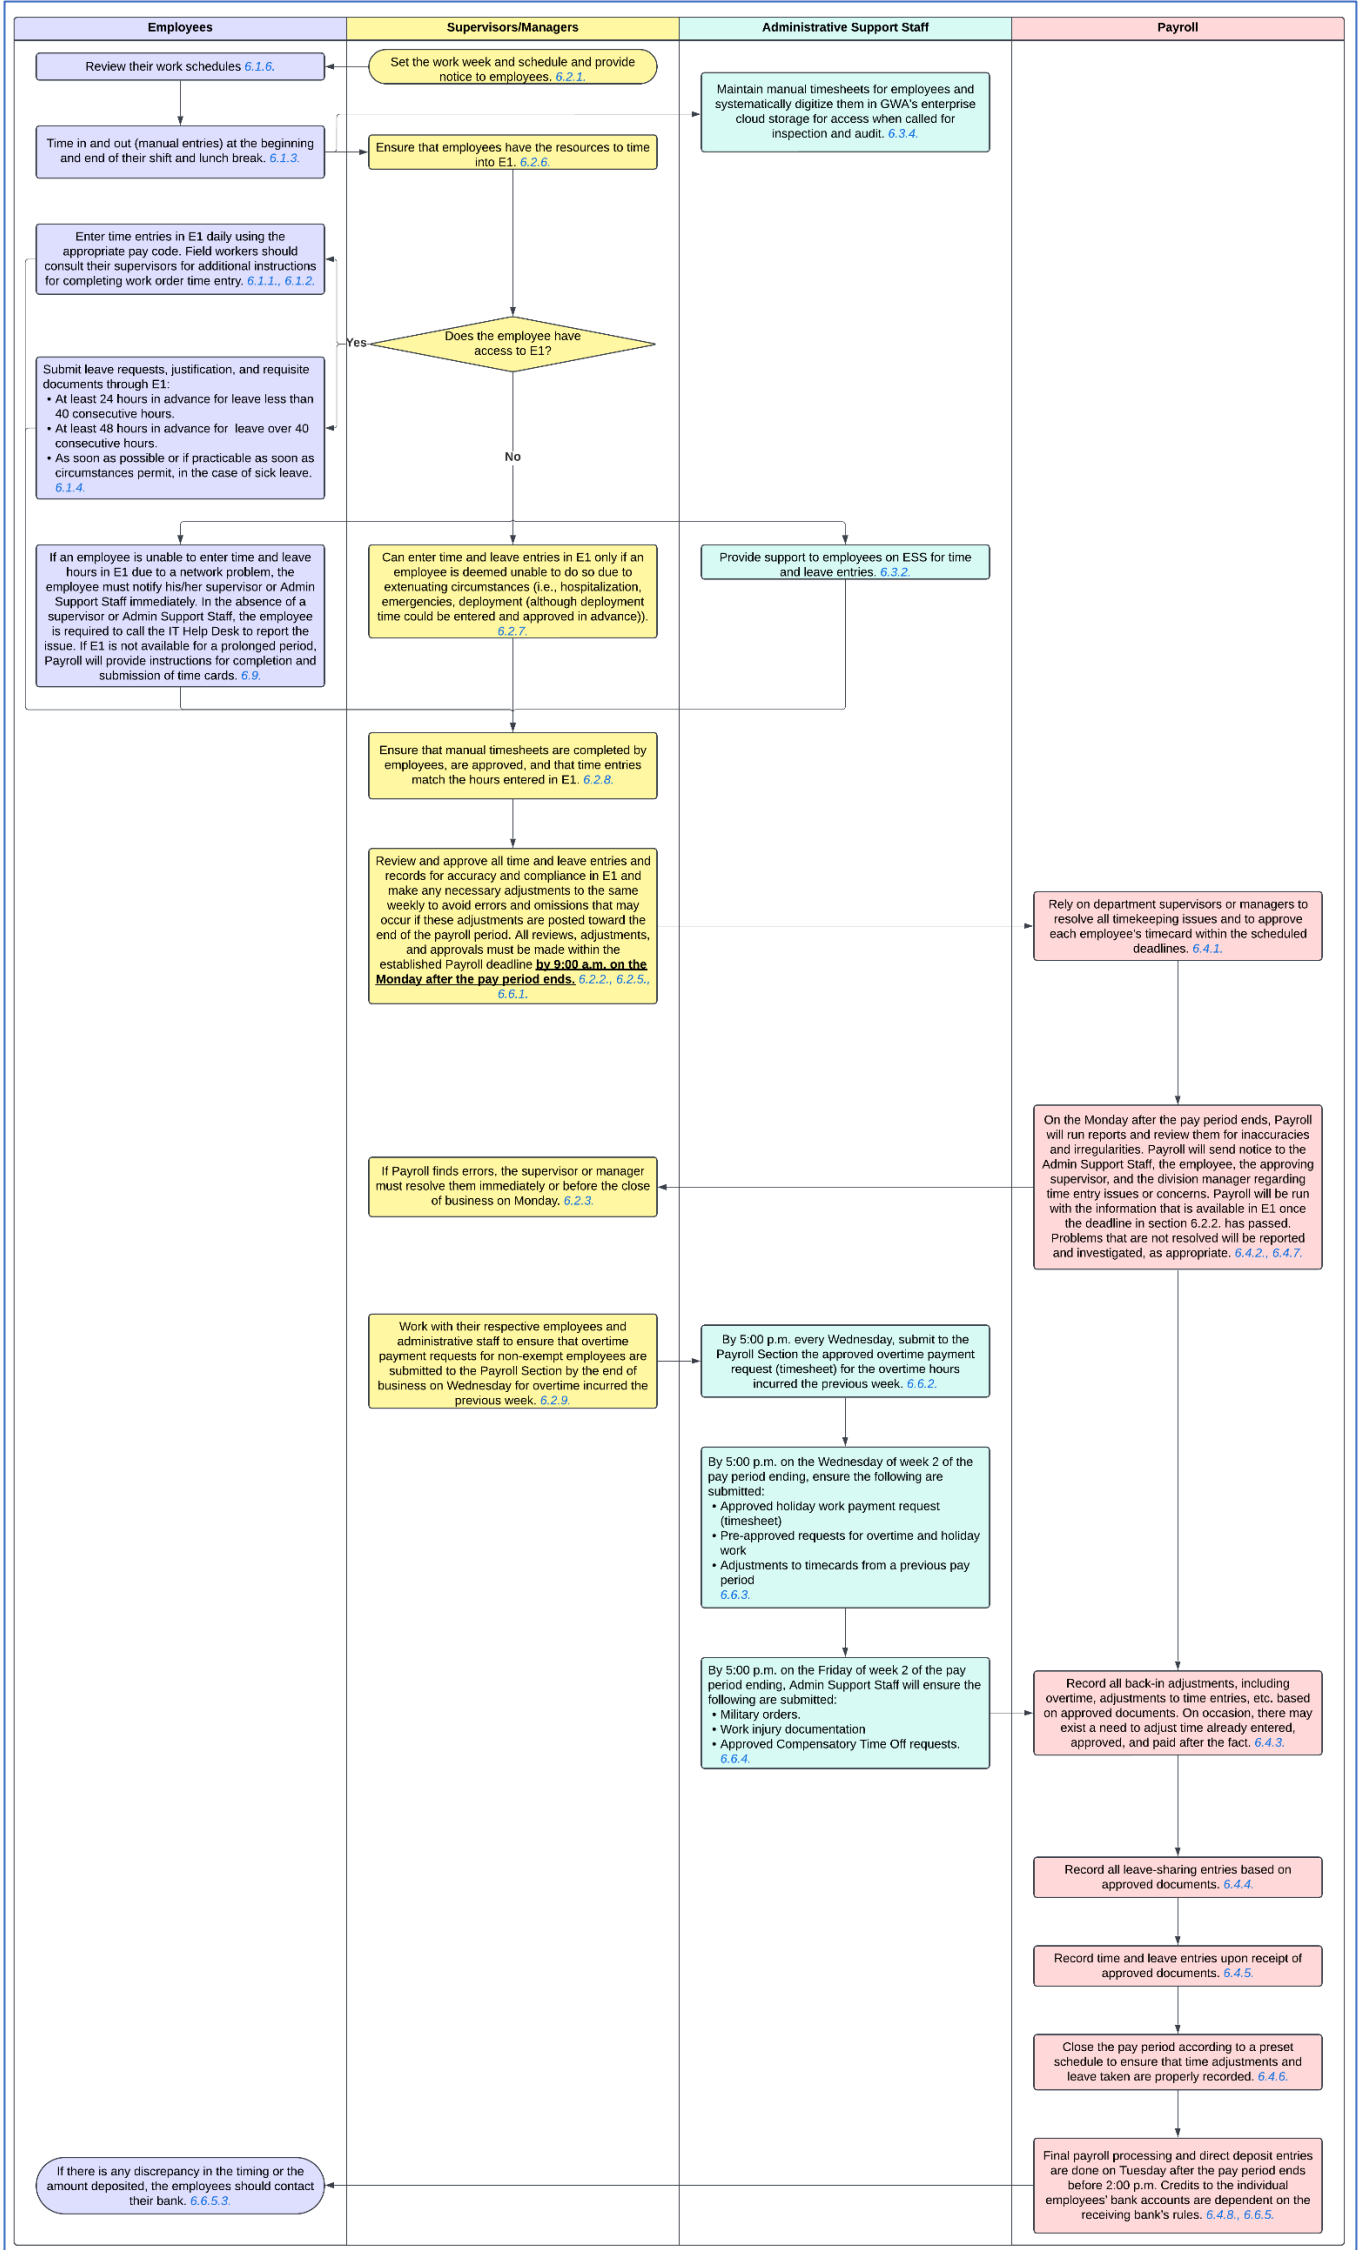 Employees
Supervisors/Managers
Administrative Support Staff
Payroll
Set the work week and schedule and provide
notice to employees. 6.2.1.
Review their work schedules 6.1.6.
Maintain manual timesheets for employees and
systematically digitize them in GWA's enterprise
cloud storage for access when called for
inspection and audit. 6.3.4.
Time in and out (manual entries) at the beginning
and end of their shift and lunch break. 6.1.3.
Ensure that employees have the resources to time
into E1. 6.2.6.
Enter time entries in E1 daily using the
appropriate pay code. Field workers should
consult their supervisors for additional instructions
for completing work order time entry. 6.1.1., 6.1.2.
Does the employee have
access to E1?
Yes
Submit leave requests, justification, and requisite
documents through E1:
• At least 24 hours in advance for leave less than
40 consecutive hours.
• At least 48 hours in advance for  leave over 40
consecutive hours.
• As soon as possible or if practicable as soon as
circumstances permit, in the case of sick leave.
6.1.4.
No
If an employee is unable to enter time and leave
hours in E1 due to a network problem, the
employee must notify his/her supervisor or Admin
Support Staff immediately. In the absence of a
supervisor or Admin Support Staff, the employee
is required to call the IT Help Desk to report the
issue. If E1 is not available for a prolonged period,
Payroll will provide instructions for completion and
submission of time cards. 6.9.
Can enter time and leave entries in E1 only if an
employee is deemed unable to do so due to
extenuating circumstances (i.e., hospitalization,
emergencies, deployment (although deployment
time could be entered and approved in advance)).
6.2.7.
Provide support to employees on ESS for time
and leave entries. 6.3.2.
Ensure that manual timesheets are completed by
employees, are approved, and that time entries
match the hours entered in E1. 6.2.8.
Review and approve all time and leave entries and
records for accuracy and compliance in E1 and
make any necessary adjustments to the same
weekly to avoid errors and omissions that may
occur if these adjustments are posted toward the
end of the payroll period. All reviews, adjustments,
and approvals must be made within the
established Payroll deadline by 9:00 a.m. on the
Monday after the pay period ends. 6.2.2., 6.2.5.,
6.6.1.
Rely on department supervisors or managers to
resolve all timekeeping issues and to approve
each employee's timecard within the scheduled
deadlines. 6.4.1.
On the Monday after the pay period ends, Payroll
will run reports and review them for inaccuracies
and irregularities. Payroll will send notice to the
Admin Support Staff, the employee, the approving
supervisor, and the division manager regarding
time entry issues or concerns. Payroll will be run
with the information that is available in E1 once
the deadline in section 6.2.2. has passed.
Problems that are not resolved will be reported
and investigated, as appropriate. 6.4.2., 6.4.7.
If Payroll finds errors, the supervisor or manager
must resolve them immediately or before the close
of business on Monday. 6.2.3.
Work with their respective employees and
administrative staff to ensure that overtime
payment requests for non-exempt employees are
submitted to the Payroll Section by the end of
business on Wednesday for overtime incurred the
previous week. 6.2.9.
By 5:00 p.m. every Wednesday, submit to the
Payroll Section the approved overtime payment
request (timesheet) for the overtime hours
incurred the previous week. 6.6.2.
By 5:00 p.m. on the Wednesday of week 2 of the
pay period ending, ensure the following are
submitted:
• Approved holiday work payment request
(timesheet)
• Pre-approved requests for overtime and holiday
work
• Adjustments to timecards from a previous pay
period
6.6.3.
By 5:00 p.m. on the Friday of week 2 of the pay
period ending, Admin Support Staff will ensure the
following are submitted:
• Military orders.
• Work injury documentation
• Approved Compensatory Time Off requests.
6.6.4.
Record all back-in adjustments, including
overtime, adjustments to time entries, etc. based
on approved documents. On occasion, there may
exist a need to adjust time already entered,
approved, and paid after the fact. 6.4.3.
Record all leave-sharing entries based on
approved documents. 6.4.4.
Record time and leave entries upon receipt of
approved documents. 6.4.5.
Close the pay period according to a preset
schedule to ensure that time adjustments and
leave taken are properly recorded. 6.4.6.
Final payroll processing and direct deposit entries
are done on Tuesday after the pay period ends
before 2:00 p.m. Credits to the individual
employees' bank accounts are dependent on the
receiving bank's rules. 6.4.8., 6.6.5.
If there is any discrepancy in the timing or the
amount deposited, the employees should contact
their bank. 6.6.5.3.